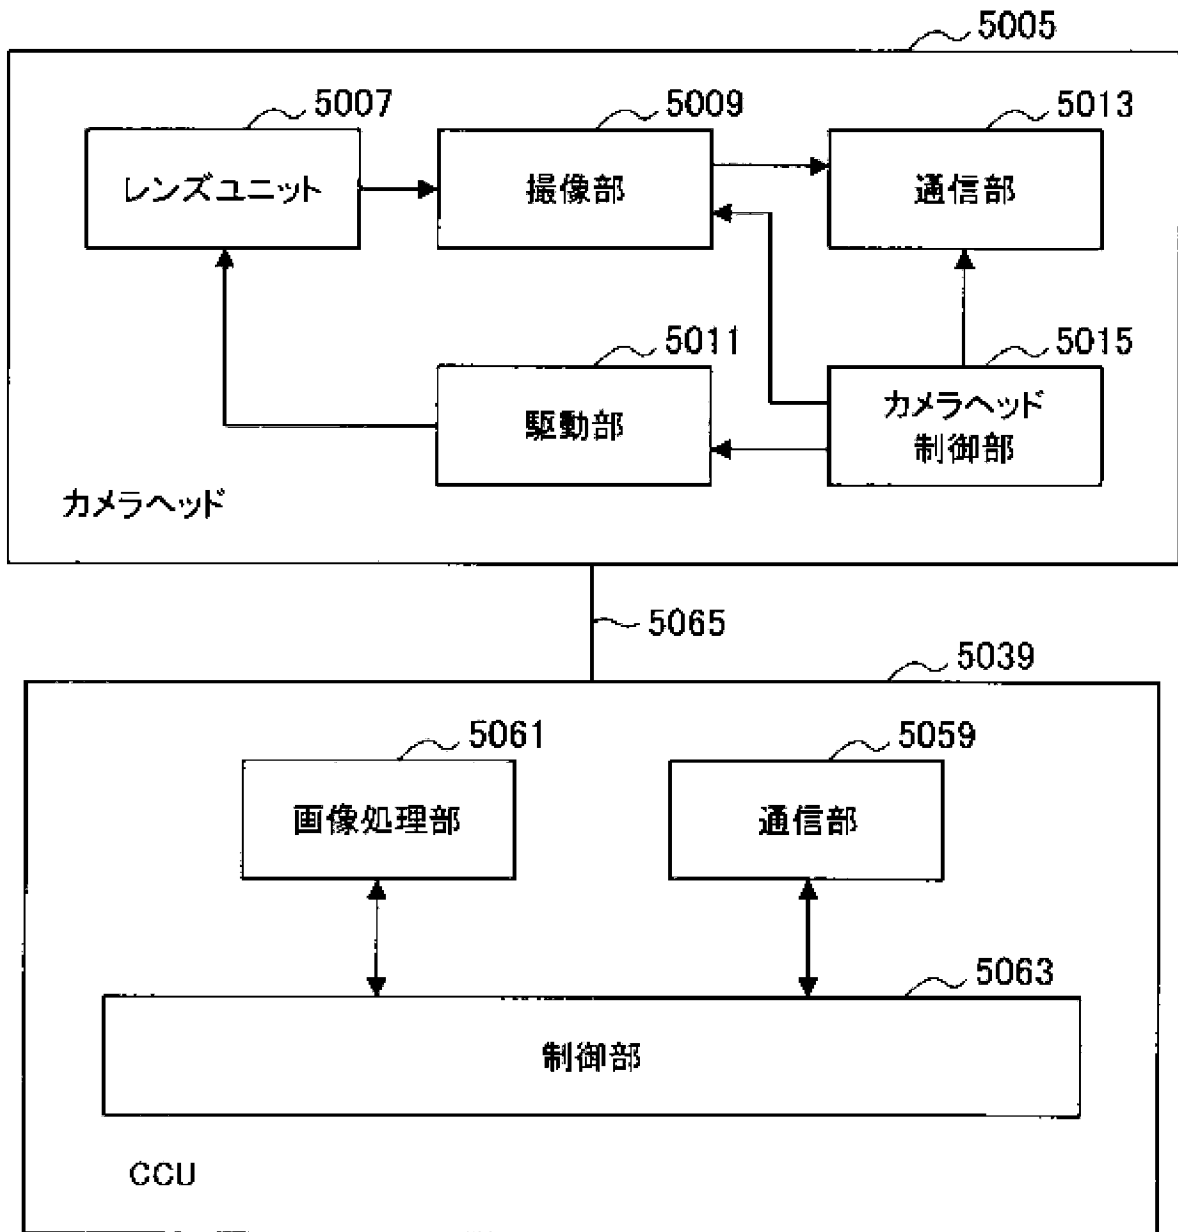 5005
5007
5009
5013
レンズユニット
撮像部
通信部
5011
5015
駆動部
カメラヘッド
制御部
カメラヘッド
5065
5039
5061
5059
画像処理部
通信部
5063
制御部
CCU